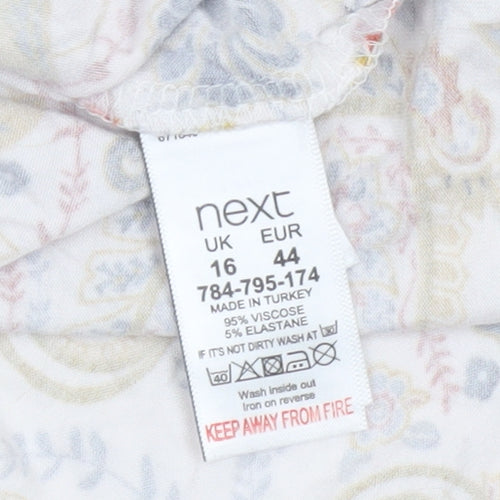 next
UK EUR
16 44
784-795-174
MADE IN TURKEY
95% VISCOSE
5% ELASTANE
IF IT'S NOT DIRTY WASH AT 30
40
Wash inside out
Iron on reverse
KEEP AWAY FROM FIRE